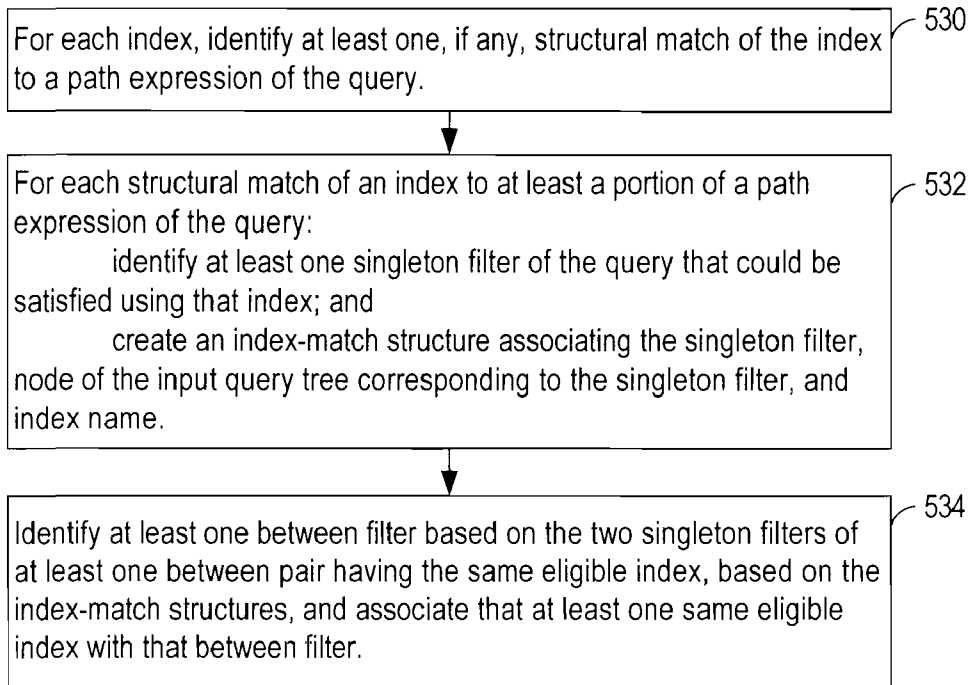 530
For each index, identify at least one, if any, structural match of the index
to a path expression of the query.
532
For each structural match of an index to at least a portion of a path
expression of the query:
identify at least one singleton filter of the query that could be
satisfied using that index; and
create an index-match structure associating the singleton filter,
node of the input query tree corresponding to the singleton filter, and
index name.
534
Identify at least one between filter based on the two singleton filters of
at least one between pair having the same eligible index, based on the
index-match structures, and associate that at least one same eligible
index with that between filter.